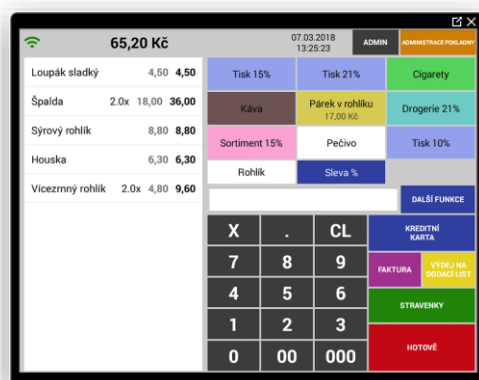 65,20 Kč
07.03.2018
13:25:23
ADMIN
ADMINISTRACE POKLADNY
Loupák sladký 4,50 4,50
Špalda 2.0x 18,00 36,00
Sýrový rohlík 8,80 8,80
Houska 6,30 6,30
Vícezrnný rohlík 2.0x 4,80 9,60
Tisk 15%
Tisk 21%
Cigarety
Káva
Párek v rohlíku
17,00 Kč
Drogerie 21%
Sortiment 15%
Pečivo
Tisk 10%
Rohlík
Sleva %
DALŠÍ FUNKCE
X . CL
7 8 9
4 5 6
1 2 3
0 00 000
KREDITNÍ
KARTA
FAKTURA
VÝDEJ NA
DODACÍ LIST
STRAVENKY
HOTOVĚ